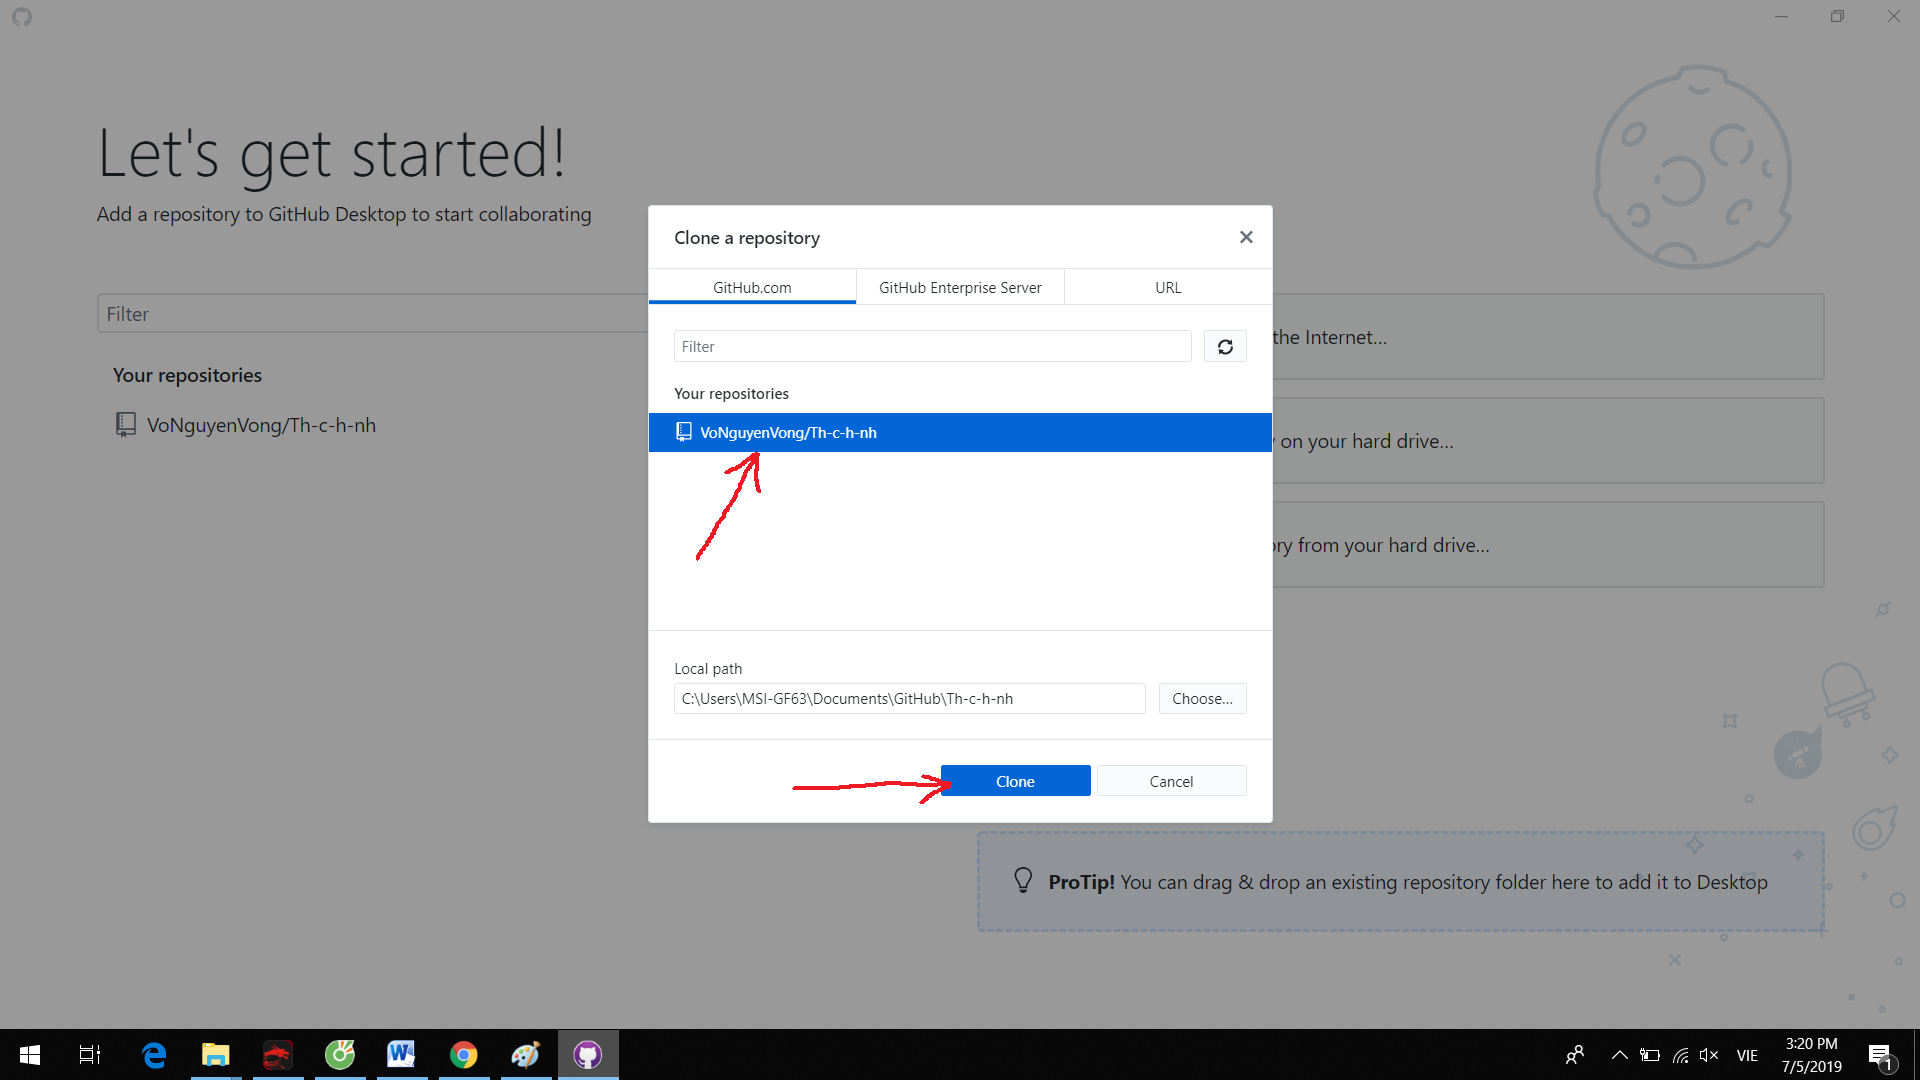 Let's get started!
Add a repository to GitHub Desktop to start collaborating
Filter
Your repositories
VoNguyenVong/Th-c-h-nh
Clone a repository
GitHub.com
GitHub Enterprise Server
URL
Filter
Your repositories
VoNguyenVong/Th-c-h-nh
Local path
C:\Users\MSI-GF63\Documents\GitHub\Th-c-h-nh
Choose...
Clone
Cancel
the Internet...
on your hard drive...
ory from your hard drive...
ProTip! You can drag & drop an existing repository folder here to add it to Desktop
VIE
3:20 PM
7/5/2019
1